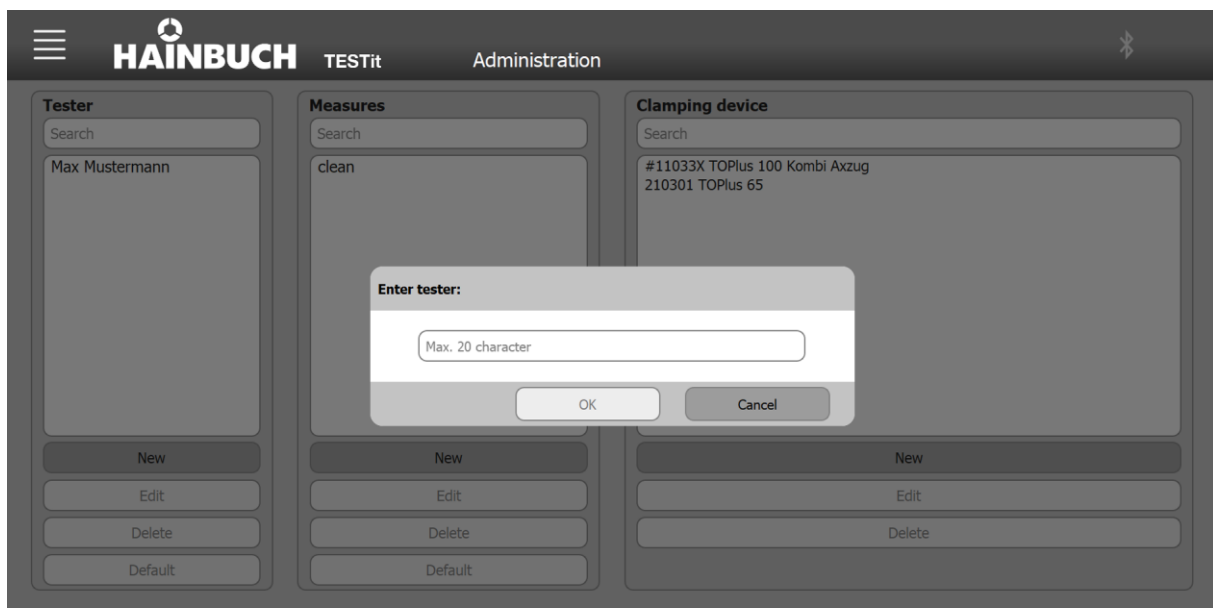 HAINBUCH TESTit Administration
Tester
Search
Max Mustermann
New
Edit
Delete
Default
Measures
Search
clean
New
Edit
Delete
Default
Clamping device
Search
#11033X TOPlus 100 Kombi Axzug
210301 TOPlus 65
New
Edit
Delete
Enter tester:
Max. 20 character
OK Cancel